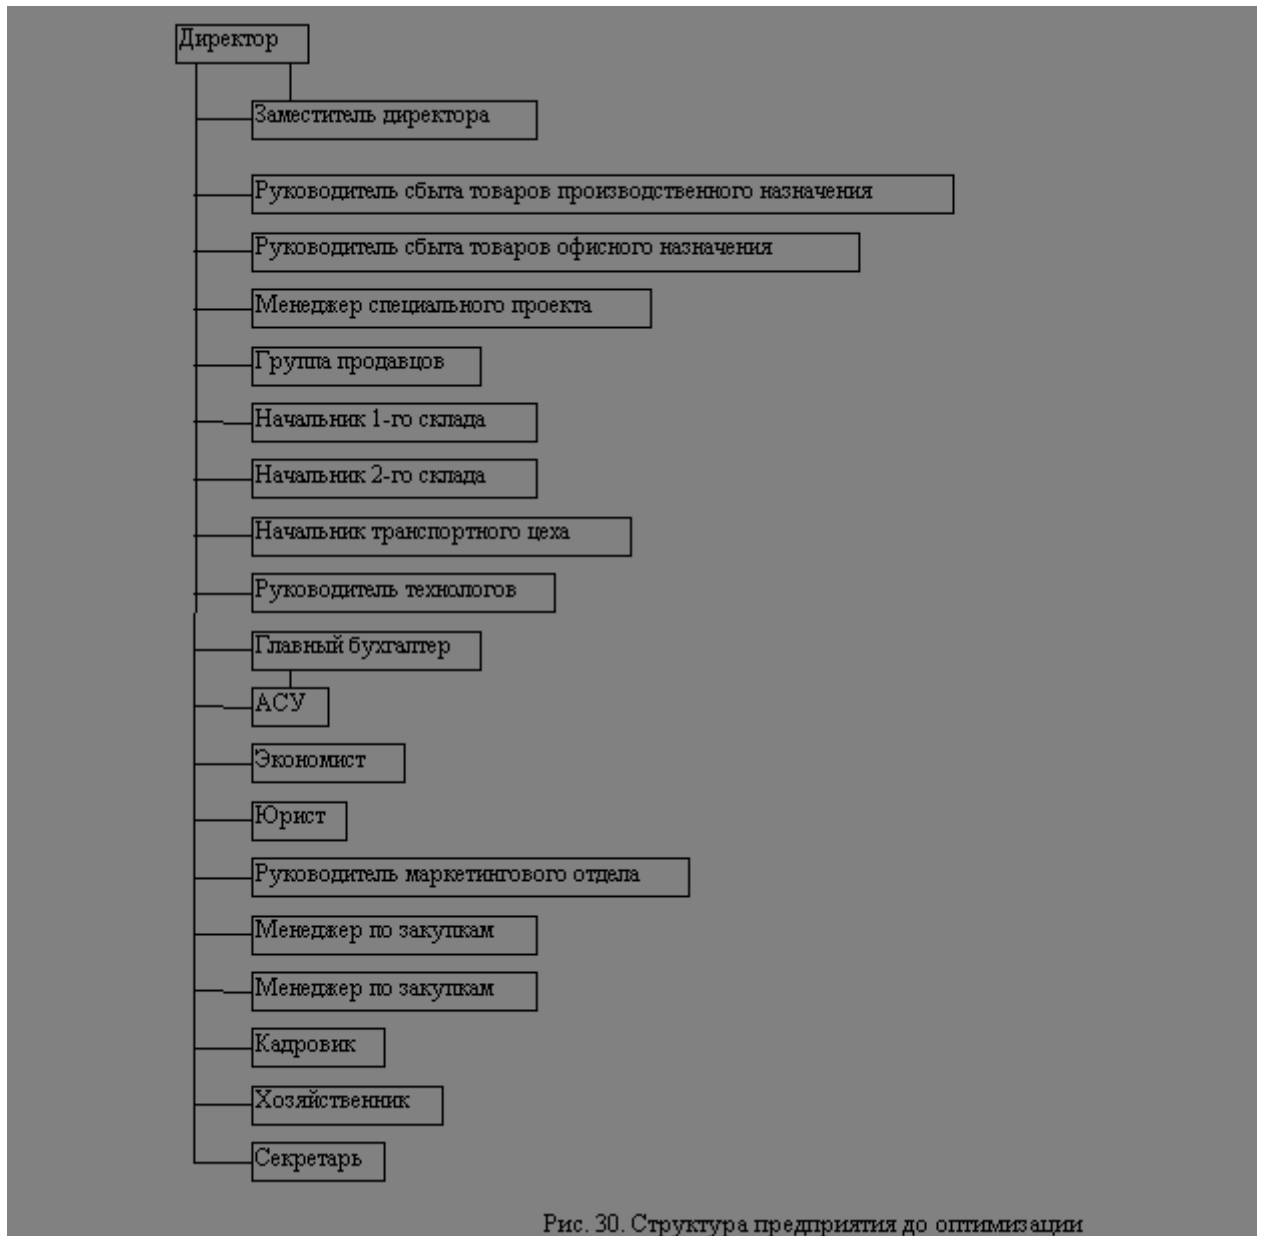 Директор
Заместитель директора
Руководитель сбыта товаров производственного назначения
Руководитель сбыта товаров офисного назначения
Менеджер специального проекта
Группа продавцов
Начальник 1-го склада
Начальник 2-го склада
Начальник транспортного цеха
Руководитель технологов
Главный бухгалтер
АСУ
Экономист
Юрист
Руководитель маркетингового отдела
Менеджер по закупкам
Менеджер по закупкам
Кадровик
Хозяйственник
Секретарь
Рис. 30. Структура предприятия до оптимизации